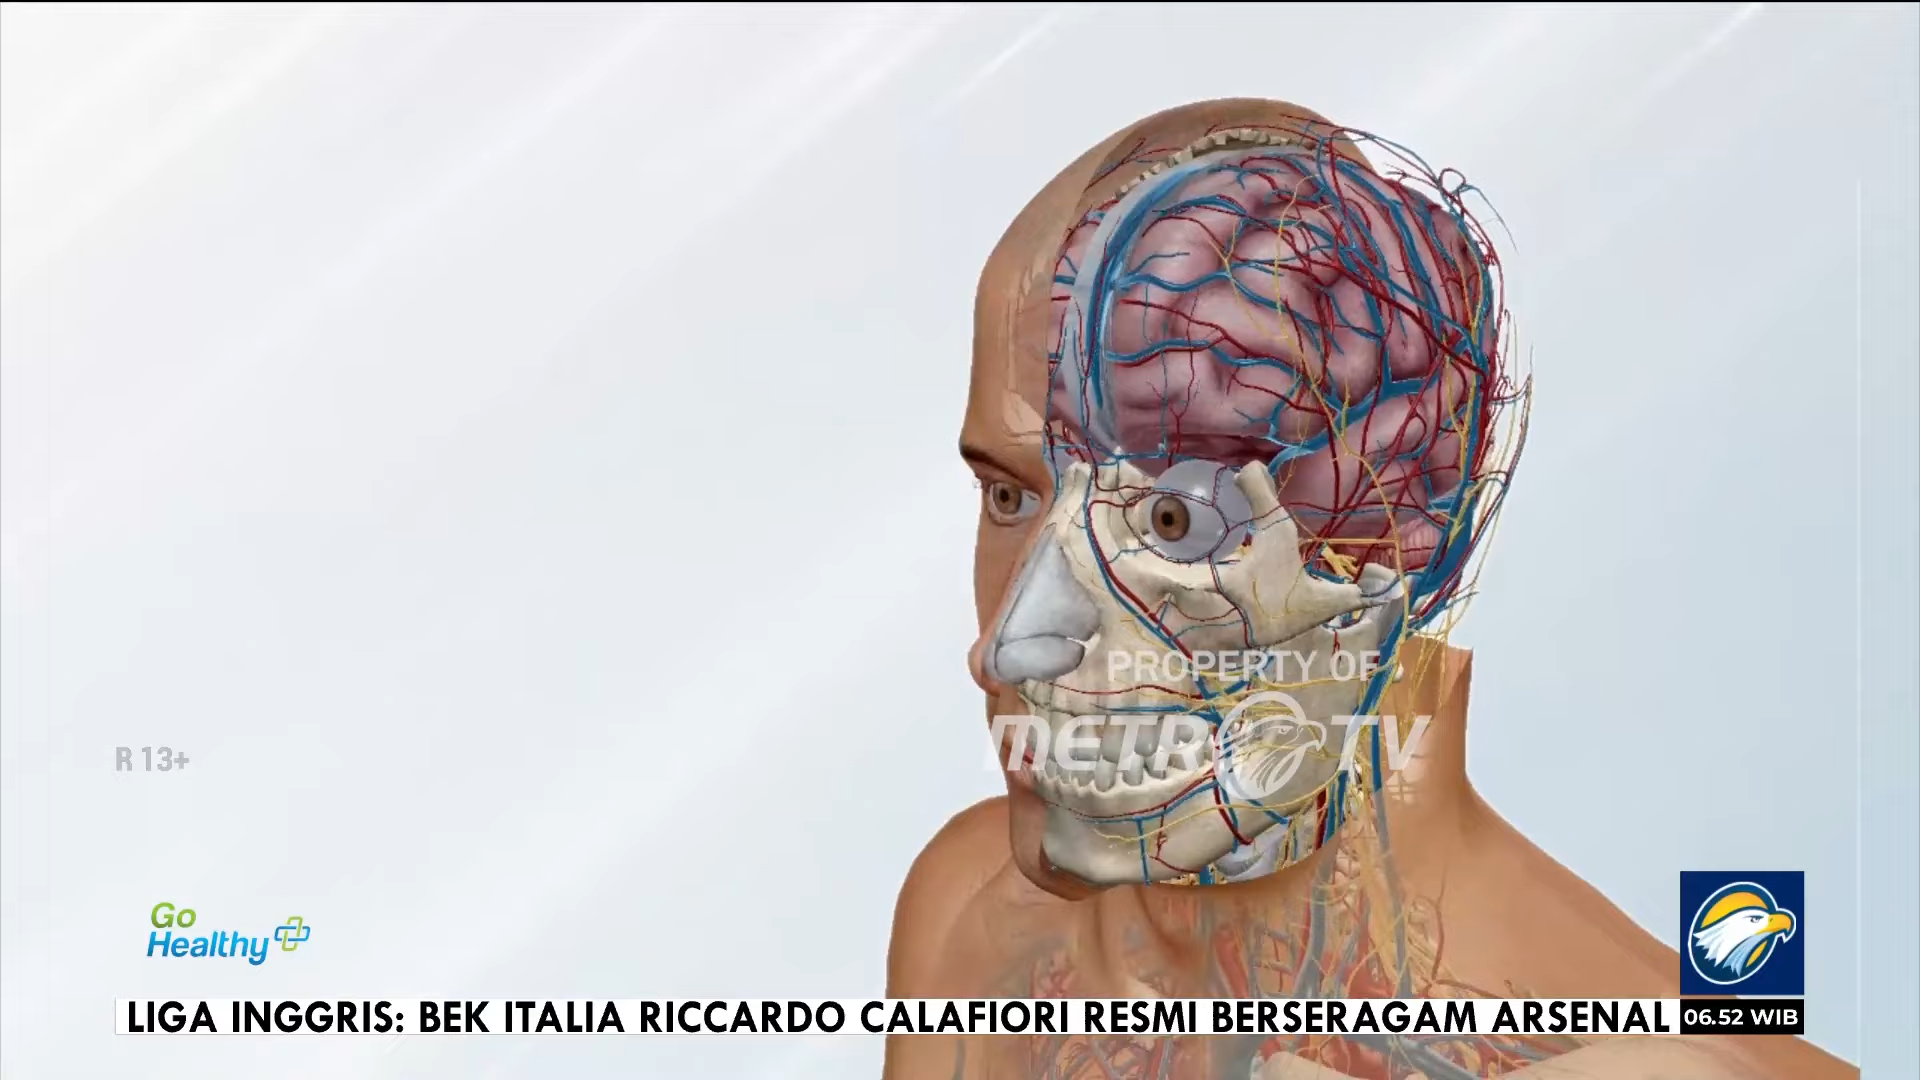 PROPERTY OF
METRO TV
R 13+
Go
Healthy
LIGA INGGRIS: BEK ITALIA RICCARDO CALAFIORI RESMI BERSERAGAM ARSENAL
06.52 WIB